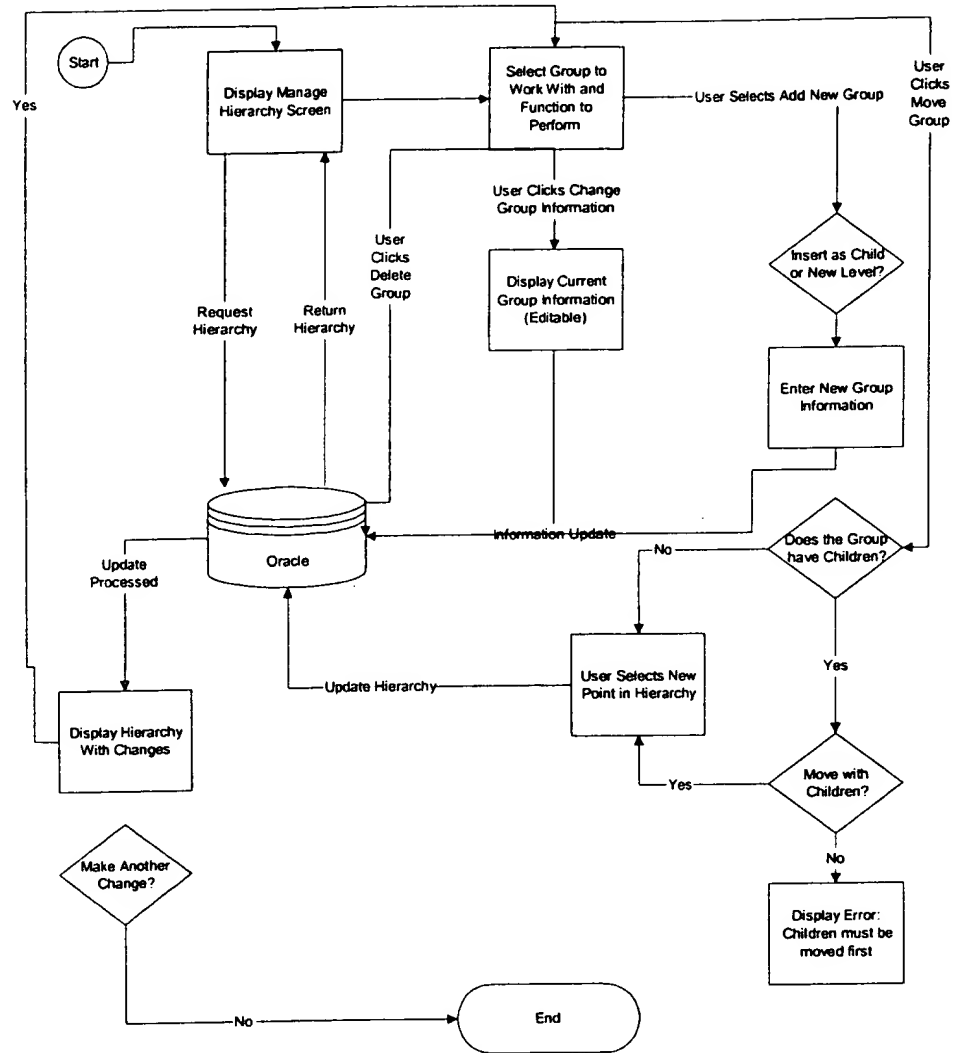 Start
Yes
Display Manage
Hierarchy Screen
Select Group to
Work With and
Function to
Perform
User Selects Add New Group
User
Clicks
Move
Group
User Clicks Change
Group Information
User
Clicks
Delete
Group
Insert as Child
or New Level?
Display Current
Group Information
(Editable)
Request
Hierarchy
Return
Hierarchy
Enter New Group
Information
Information Update
Oracle
Update
Processed
No
Does the Group
have Children?
Yes
User Selects New
Point in Hierarchy
Update Hierarchy
Display Hierarchy
With Changes
Yes
Move with
Children?
No
Make Another
Change?
Display Error:
Children must be
moved first
No
End